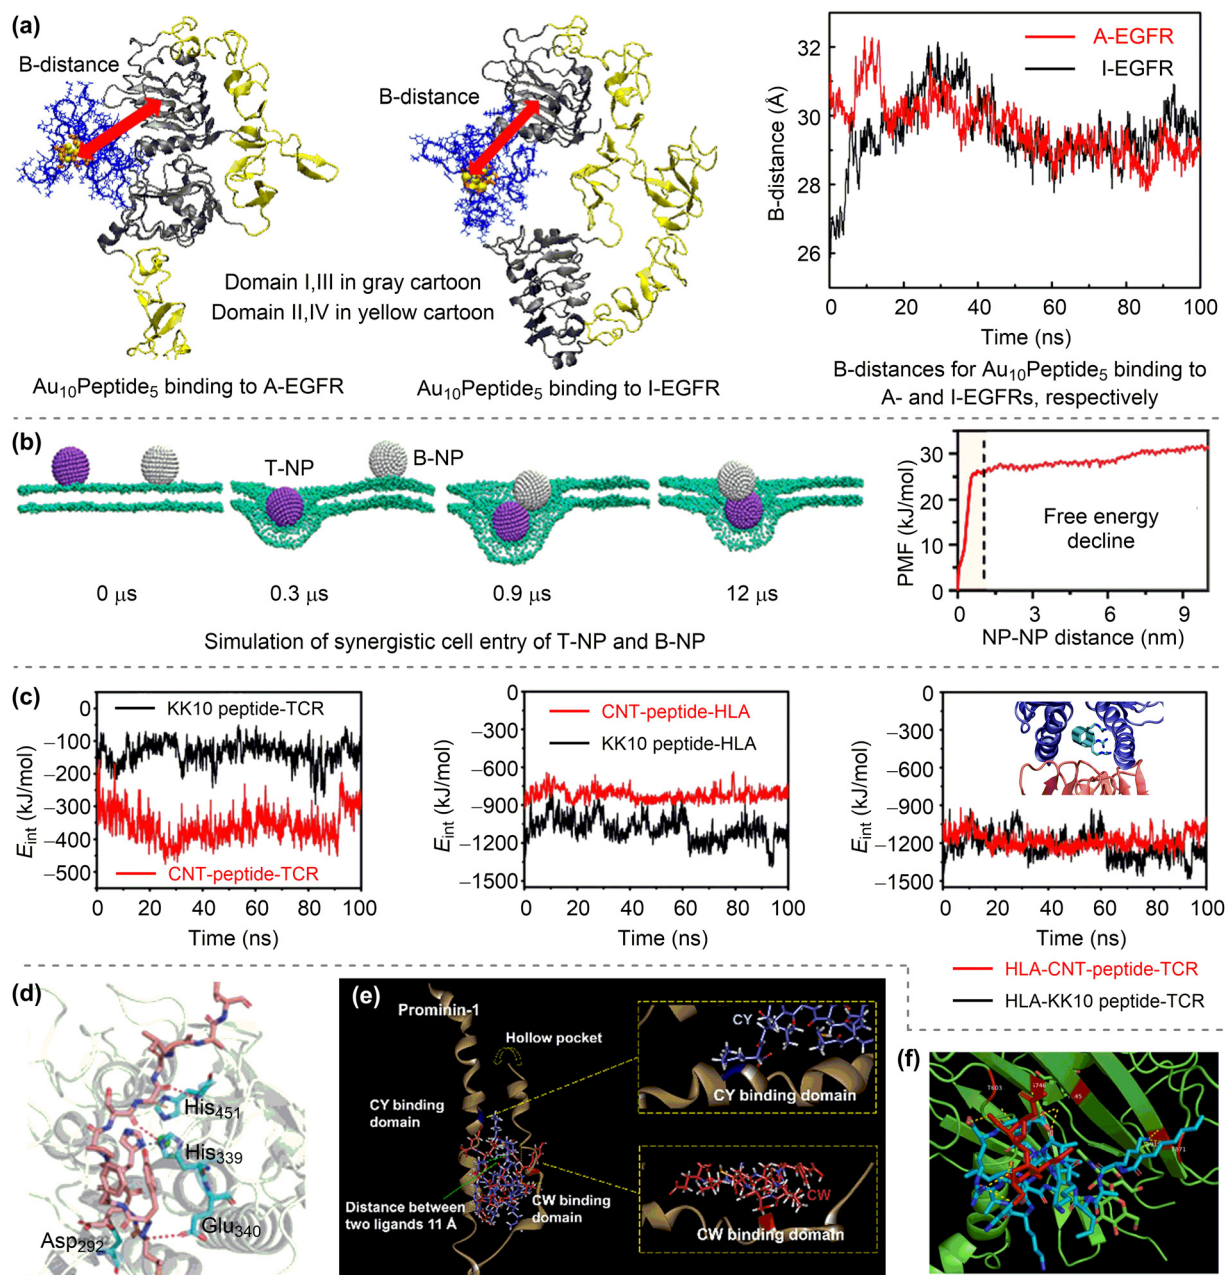 (a)
B-distance
B-distance
Domain I,III in gray cartoon
Domain II,IV in yellow cartoon
Au₁₀Peptide₅ binding to A-EGFR
Au₁₀Peptide₅ binding to I-EGFR
A-EGFR
I-EGFR
B-distance (Å)
32
30
28
26
0 20 40 60 80 100
Time (ns)
B-distances for Au₁₀Peptide₅ binding to
A- and I-EGFRs, respectively
(b)
T-NP
B-NP
0 μs
0.3 μs
0.9 μs
12 μs
Simulation of synergistic cell entry of T-NP and B-NP
PMF (kJ/mol)
30
20
10
0
Free energy
decline
0 3 6 9
NP-NP distance (nm)
(c)
KK10 peptide-TCR
CNT-peptide-TCR
E_int (kJ/mol)
0
–100
–200
–300
–400
–500
0 20 40 60 80 100
Time (ns)
CNT-peptide-HLA
KK10 peptide-HLA
E_int (kJ/mol)
0
–300
–600
–900
–1200
–1500
0 20 40 60 80 100
Time (ns)
E_int (kJ/mol)
0
–300
–600
–900
–1200
–1500
0 20 40 60 80 100
Time (ns)
HLA-CNT-peptide-TCR
HLA-KK10 peptide-TCR
(d)
His₄₅₁
His₃₃₉
Glu₃₄₀
Asp₂₉₂
(e)
Prominin-1
Hollow pocket
CY binding
domain
Distance between
two ligands 11 Å
CW binding
domain
CY
CY binding domain
CW
CW binding domain
(f)
T603